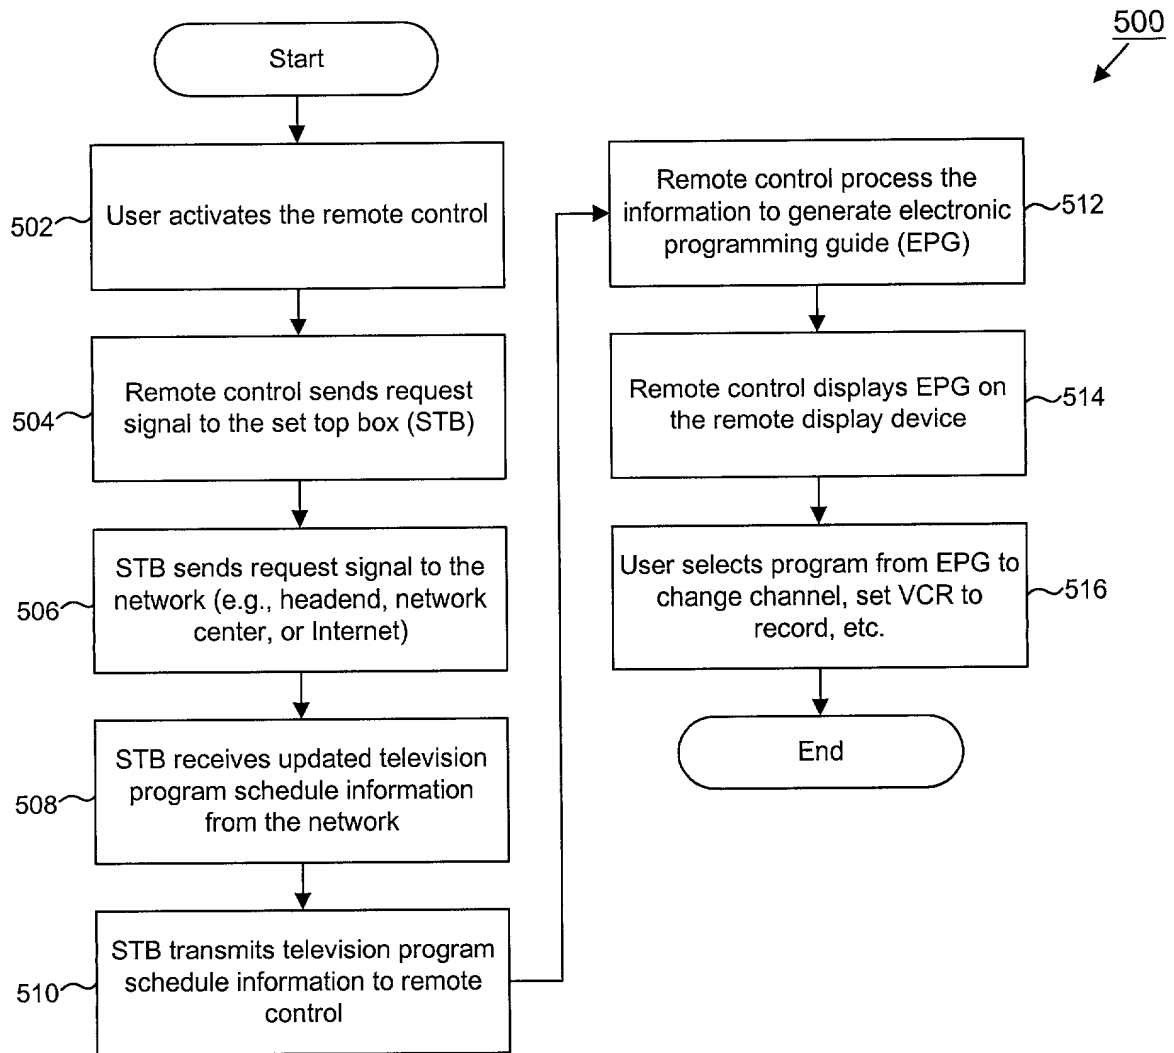 500
Start
502
User activates the remote control
504
Remote control sends request
signal to the set top box (STB)
506
STB sends request signal to the
network (e.g., headend, network
center, or Internet)
508
STB receives updated television
program schedule information
from the network
510
STB transmits television program
schedule information to remote
control
Remote control process the
information to generate electronic
programming guide (EPG)
512
Remote control displays EPG on
the remote display device
514
User selects program from EPG to
change channel, set VCR to
record, etc.
516
End